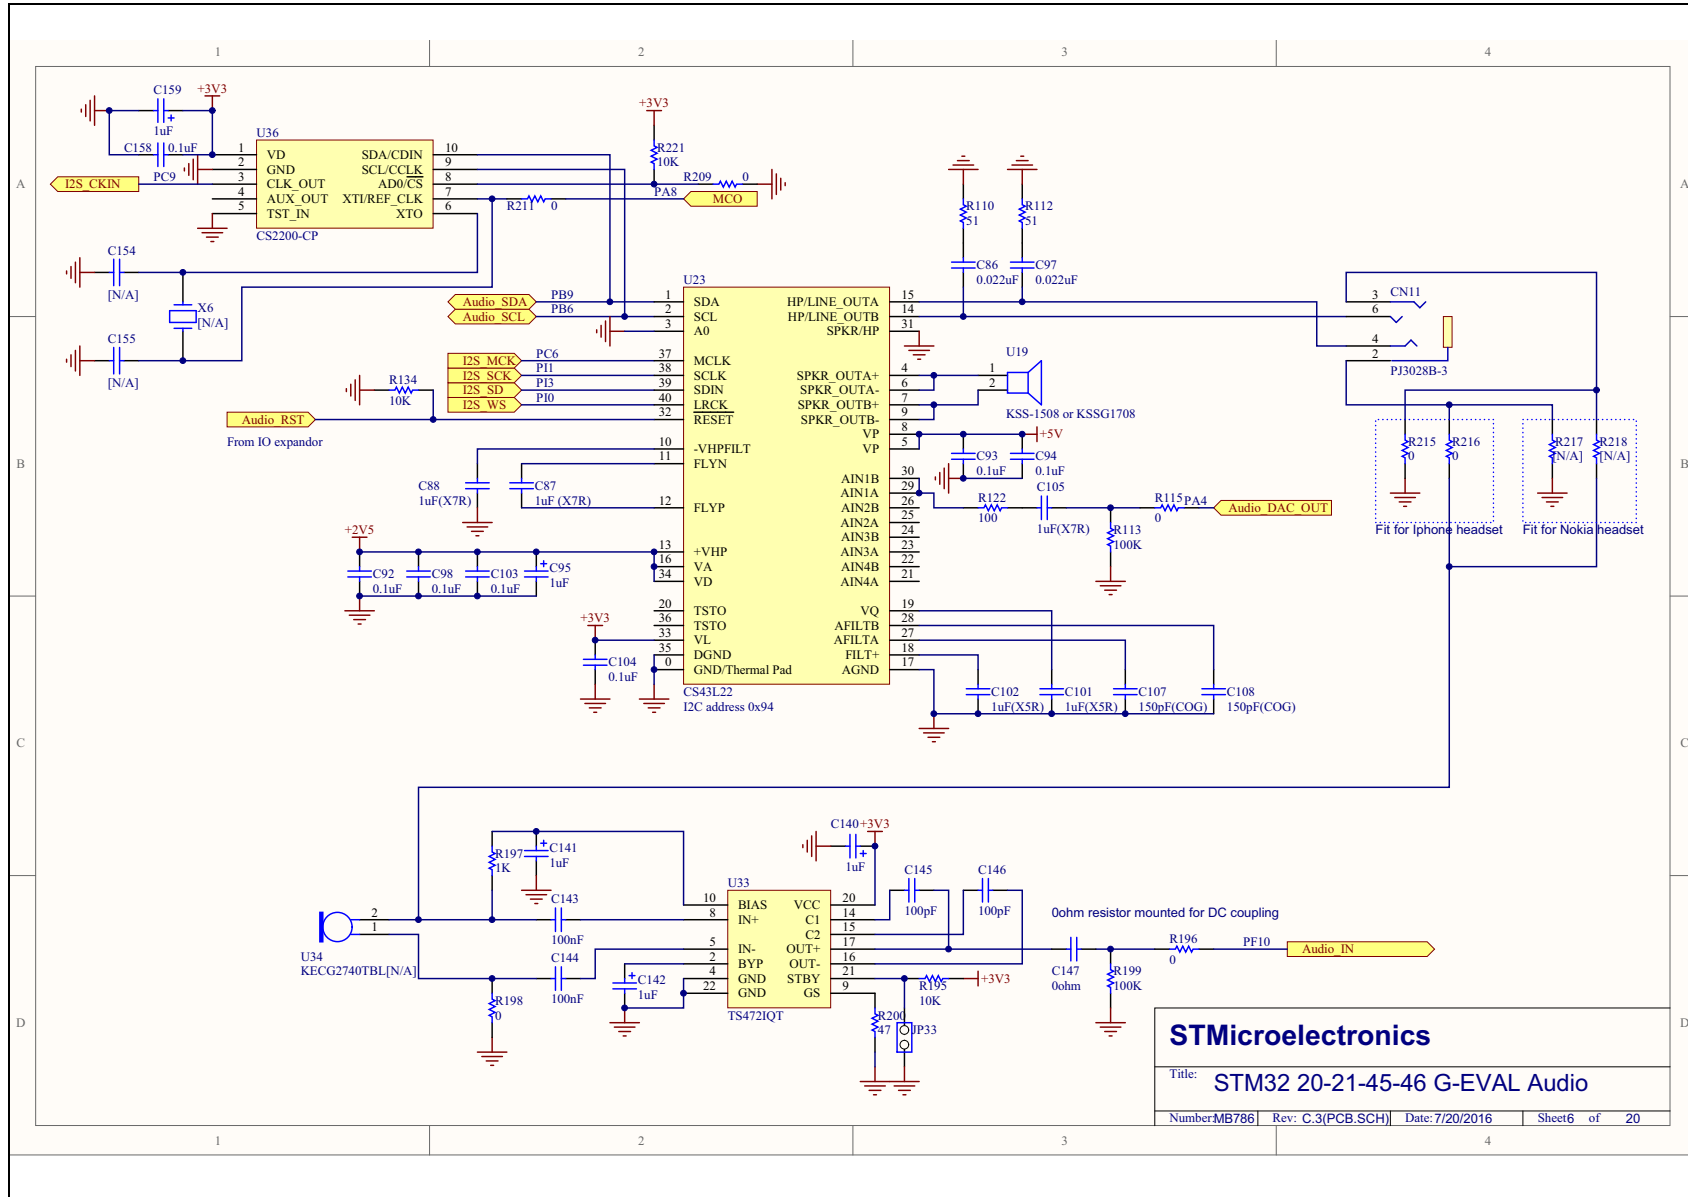 1 2 3 4
A A
B B
C C
D D
1 2 3 4
C159 +3V3
1uF
C158 0.1uF
I2S_CKIN PC9
U36
1 VD SDA/CDIN 10
2 GND SCL/CCLK 9
3 CLK_OUT AD0/CS 8
4 AUX_OUT XTI/REF_CLK 7
5 TST_IN XTO 6
CS2200-CP
+3V3
R221
10K
R209 0
PA8 MCO
R211 0
C154
[N/A]
X6
[N/A]
C155
[N/A]
R110
51
R112
51
C86
0.022uF
C97
0.022uF
U23
Audio_SDA PB9 1 SDA HP/LINE_OUTA 15
Audio_SCL PB6 2 SCL HP/LINE_OUTB 14
3 A0 SPKR/HP 31
I2S_MCK PC6 37 MCLK
I2S_SCK PI1 38 SCLK SPKR_OUTA+ 4
I2S_SD PI3 39 SDIN SPKR_OUTA- 6
I2S_WS PI0 40 LRCK SPKR_OUTB+ 7
Audio_RST 32 RESET SPKR_OUTB- 9
VP 8
10 -VHPFILT VP 5
11 FLYN
AIN1B 30
AIN1A 29
12 FLYP AIN2B 26
AIN2A 25
AIN3B 24
13 +VHP AIN3A 23
16 VA AIN4B 22
34 VD AIN4A 21
20 TSTO VQ 19
36 TSTO AFILTB 28
33 VL AFILTA 27
35 DGND FILT+ 18
0 GND/Thermal Pad AGND 17
CS43L22
I2C address 0x94
R134
10K
From IO expandor
C88
1uF(X7R)
C87
1uF (X7R)
+2V5
C92
0.1uF
C98
0.1uF
C103
0.1uF
C95
1uF
+3V3
C104
0.1uF
U19
1
2
KSS-1508 or KSSG1708
+5V
C93
0.1uF
C94
0.1uF
R122
100
C105
1uF(X7R)
R113
100K
R115
0
PA4 Audio_DAC_OUT
C102
1uF(X5R)
C101
1uF(X5R)
C107
150pF(COG)
C108
150pF(COG)
CN11
3
6
4
2
PJ3028B-3
R215
0
R216
0
R217
[N/A]
R218
[N/A]
Fit for Iphone headset
Fit for Nokia headset
R197
1K
C141
1uF
C143
100nF
2
1
U34
KECG2740TBL[N/A]
C144
100nF
R198
0
C142
1uF
C140 +3V3
1uF
U33
10 BIAS VCC 20
8 IN+ C1 14
C2 15
5 IN- OUT+ 17
2 BYP OUT- 16
4 GND STBY 21
22 GND GS 9
TS472IQT
C145
100pF
C146
100pF
R195
10K
+3V3
R200
47
JP33
0ohm resistor mounted for DC coupling
C147
0ohm
R199
100K
R196
0
PF10 Audio_IN
STMicroelectronics
Title: STM32 20-21-45-46 G-EVAL Audio
Number:MB786 Rev: C.3(PCB.SCH) Date:7/20/2016 Sheet6 of 20